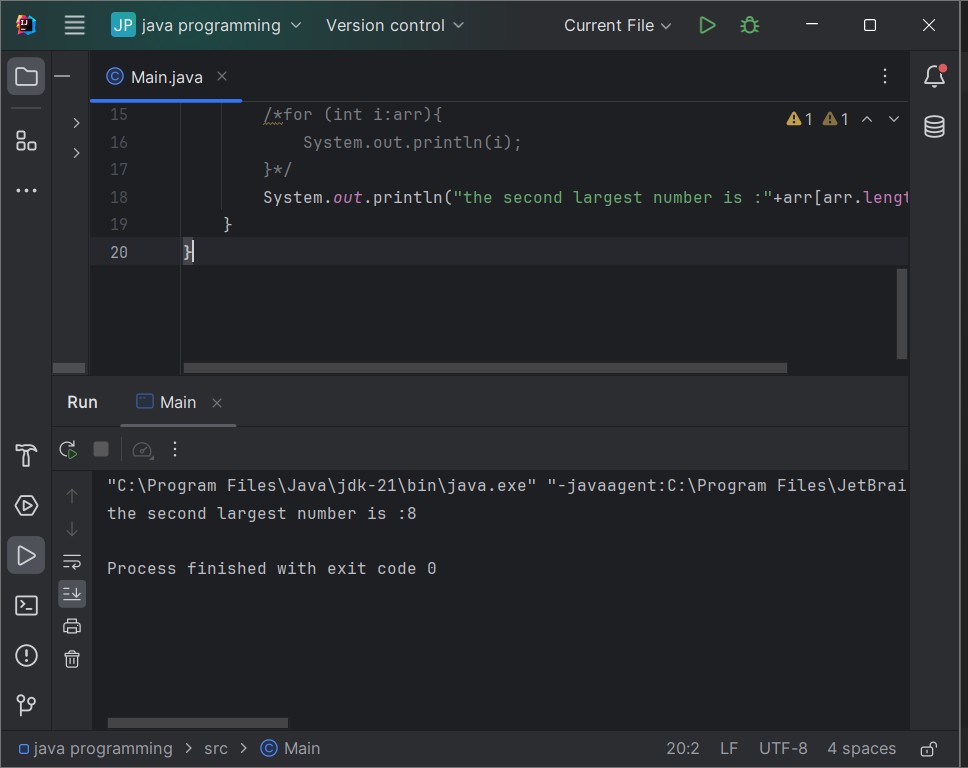 JP java programming Version control Current File
Main.java
15 /*for (int i:arr){
16 System.out.println(i);
17 }*/
18 System.out.println("the second largest number is :"+arr[arr.lengt
19 }
20 }
1 1
Run Main
"C:\Program Files\Java\jdk-21\bin\java.exe" "-javaagent:C:\Program Files\JetBrai
the second largest number is :8
Process finished with exit code 0
java programming > src > Main 20:2 LF UTF-8 4 spaces